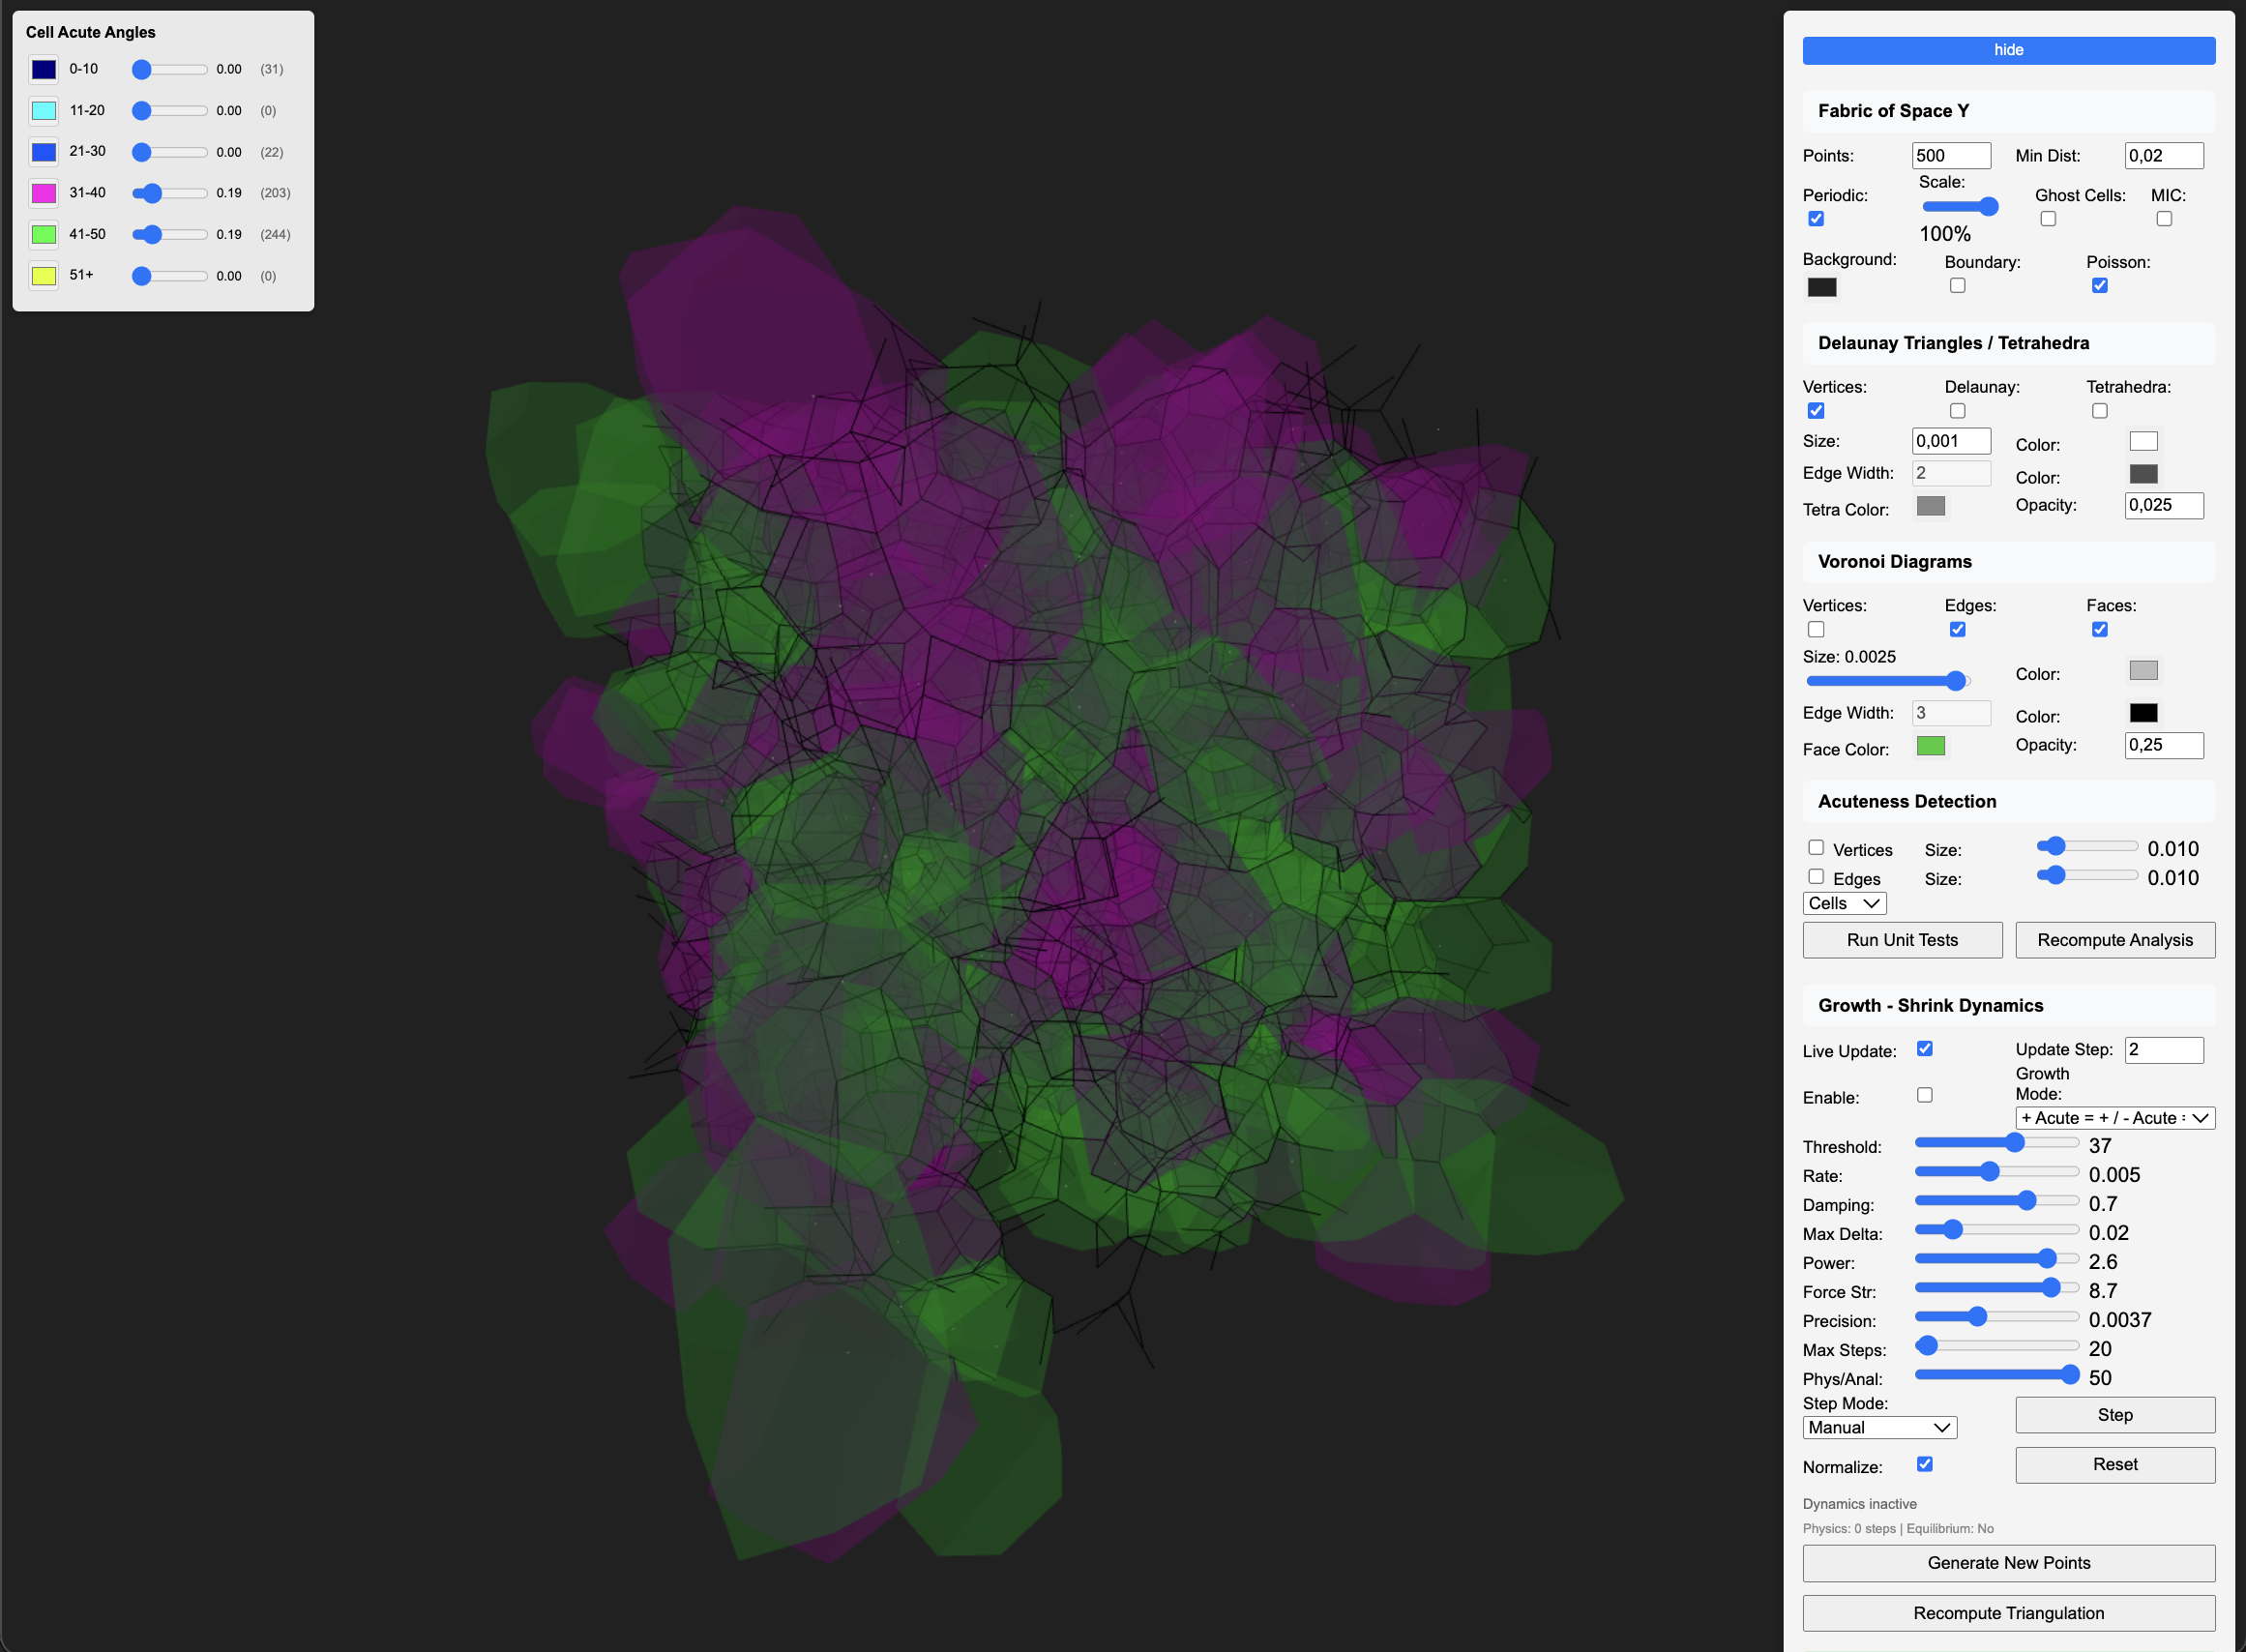 Cell Acute Angles
0-10 0.00 (31)
11-20 0.00 (0)
21-30 0.00 (22)
31-40 0.19 (203)
41-50 0.19 (244)
51+ 0.00 (0)
hide
Fabric of Space Y
Points: 500 Min Dist: 0,02
Periodic: Scale: 100% Ghost Cells: MIC:
Background: Boundary: Poisson:
Delaunay Triangles / Tetrahedra
Vertices: Delaunay: Tetrahedra:
Size: 0,001 Color:
Edge Width: 2 Color:
Tetra Color: Opacity: 0,025
Voronoi Diagrams
Vertices: Edges: Faces:
Size: 0.0025 Color:
Edge Width: 3 Color:
Face Color: Opacity: 0,25
Acuteness Detection
Vertices Size: 0.010
Edges Size: 0.010
Cells
Run Unit Tests Recompute Analysis
Growth - Shrink Dynamics
Live Update: Update Step: 2
Enable: Growth Mode: + Acute = + / - Acute :
Threshold: 37
Rate: 0.005
Damping: 0.7
Max Delta: 0.02
Power: 2.6
Force Str: 8.7
Precision: 0.0037
Max Steps: 20
Phys/Anal: 50
Step Mode:
Manual Step
Normalize: Reset
Dynamics inactive
Physics: 0 steps | Equilibrium: No
Generate New Points
Recompute Triangulation